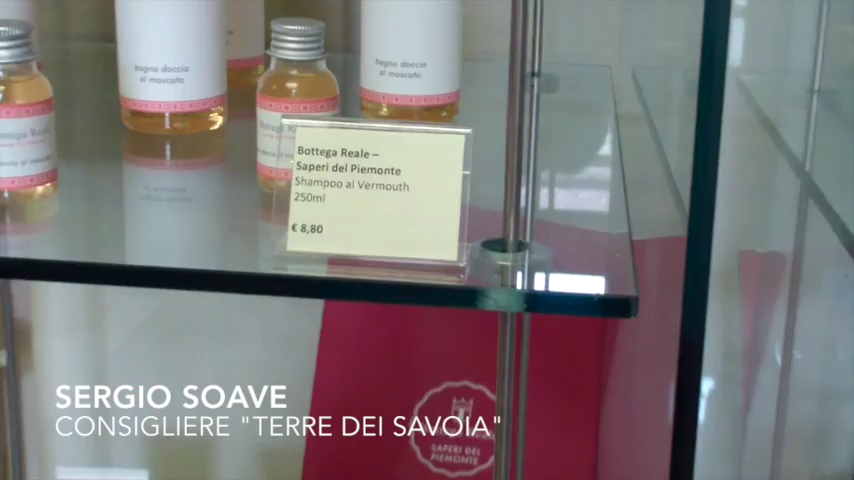 bagno doccia
al moscato
bagno doccia
al moscato
Bottega Reale –
Saperi del Piemonte
Shampoo al Vermouth
250ml
€ 8,80
SERGIO SOAVE
CONSIGLIERE "TERRE DEI SAVOIA"
SAPERI DEL
PIEMONTE